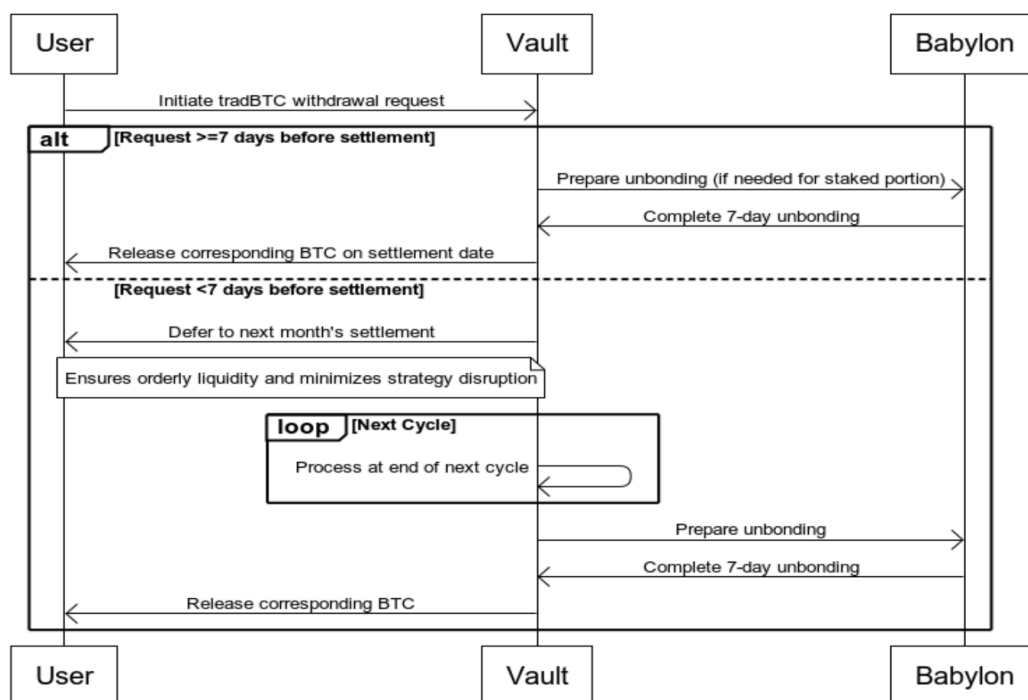 User Vault Babylon
Initiate tradBTC withdrawal request
alt [Request >=7 days before settlement]
Prepare unbonding (if needed for staked portion)
Complete 7-day unbonding
Release corresponding BTC on settlement date
[Request <7 days before settlement]
Defer to next month's settlement
Ensures orderly liquidity and minimizes strategy disruption
loop [Next Cycle]
Process at end of next cycle
Prepare unbonding
Complete 7-day unbonding
Release corresponding BTC
User Vault Babylon